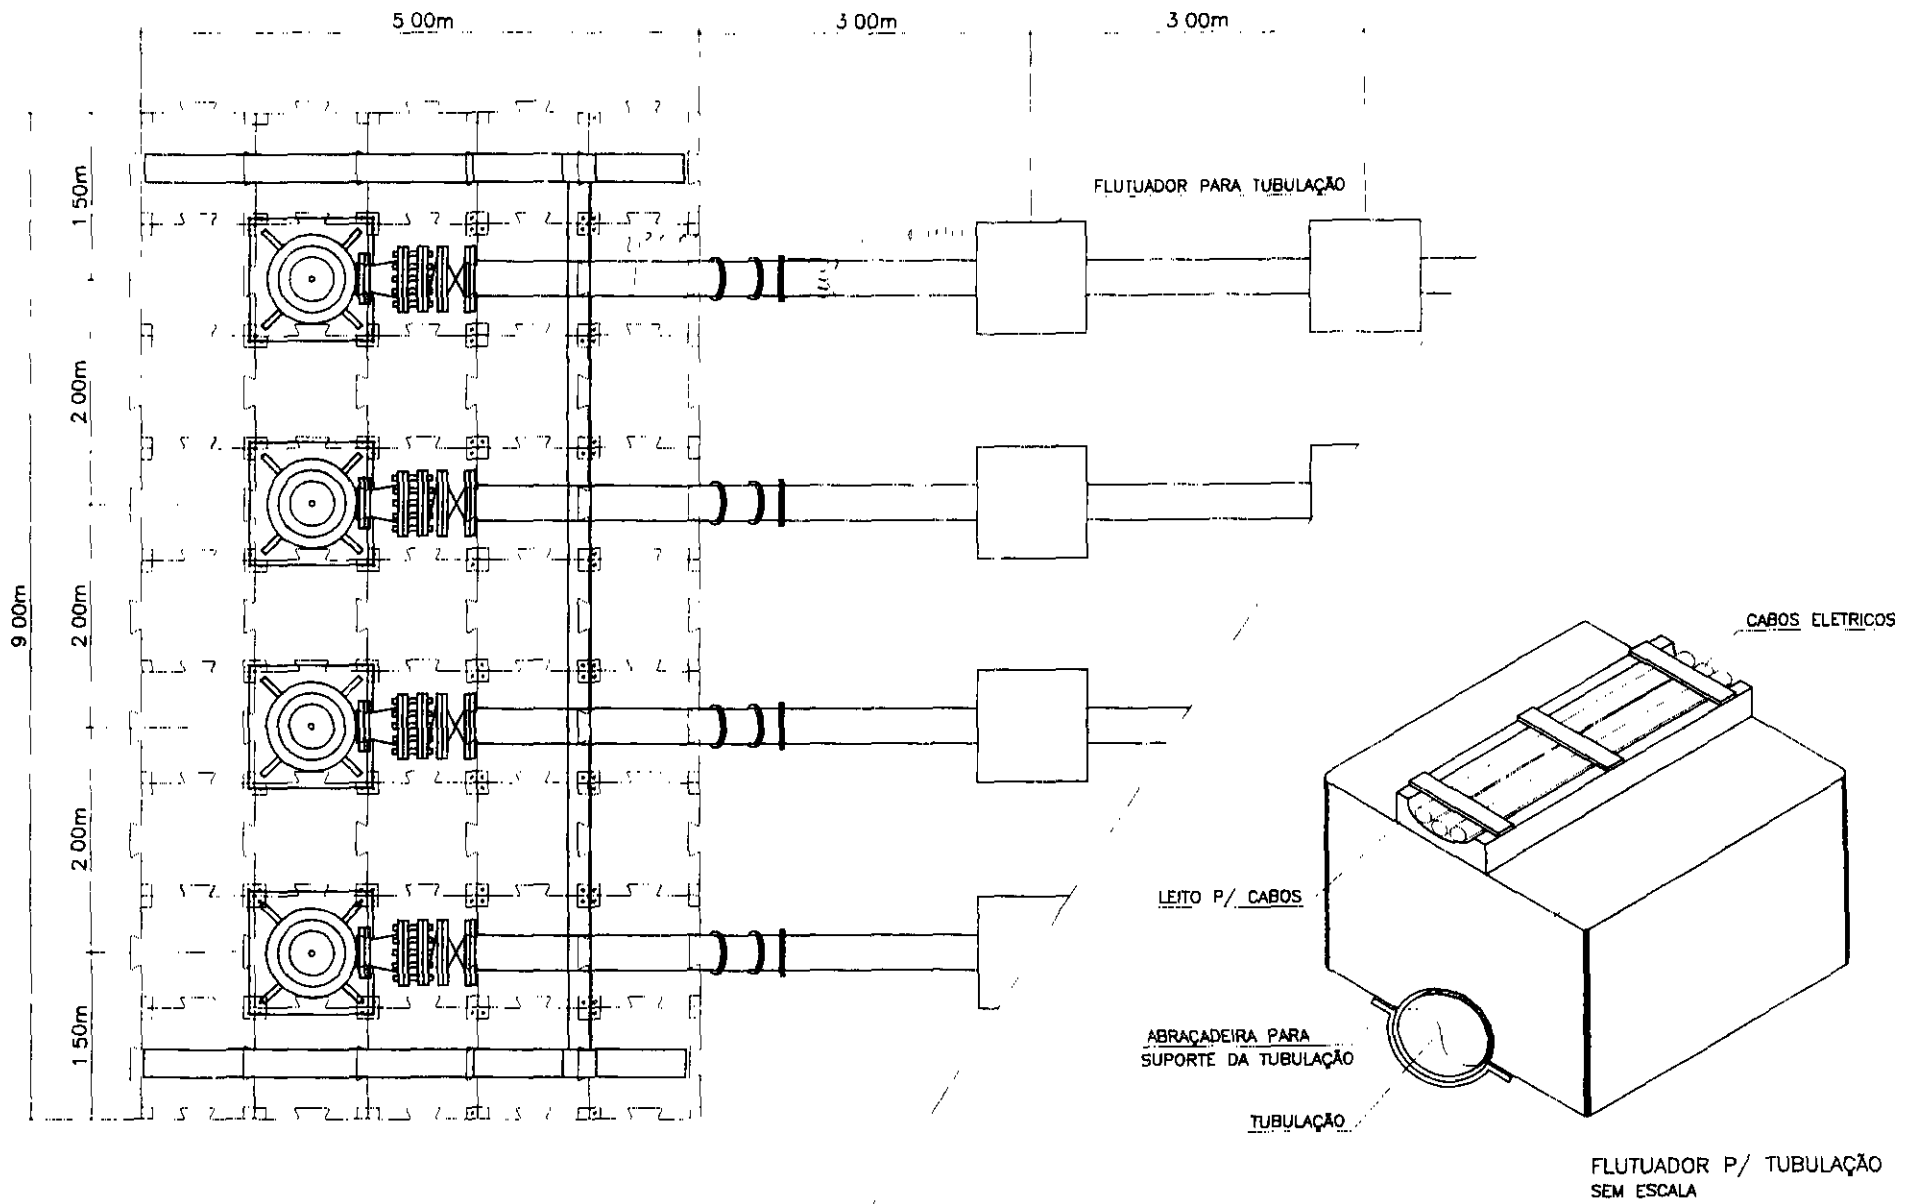 5 00m
3 00m
3 00m
1 50m
2 00m
2 00m
2 00m
1 50m
9 00m
FLUTUADOR PARA TUBULAÇÃO
CABOS ELETRICOS
LEITO P/ CABOS
ABRAÇADEIRA PARA
SUPORTE DA TUBULAÇÃO
TUBULAÇÃO
FLUTUADOR P/ TUBULAÇÃO
SEM ESCALA